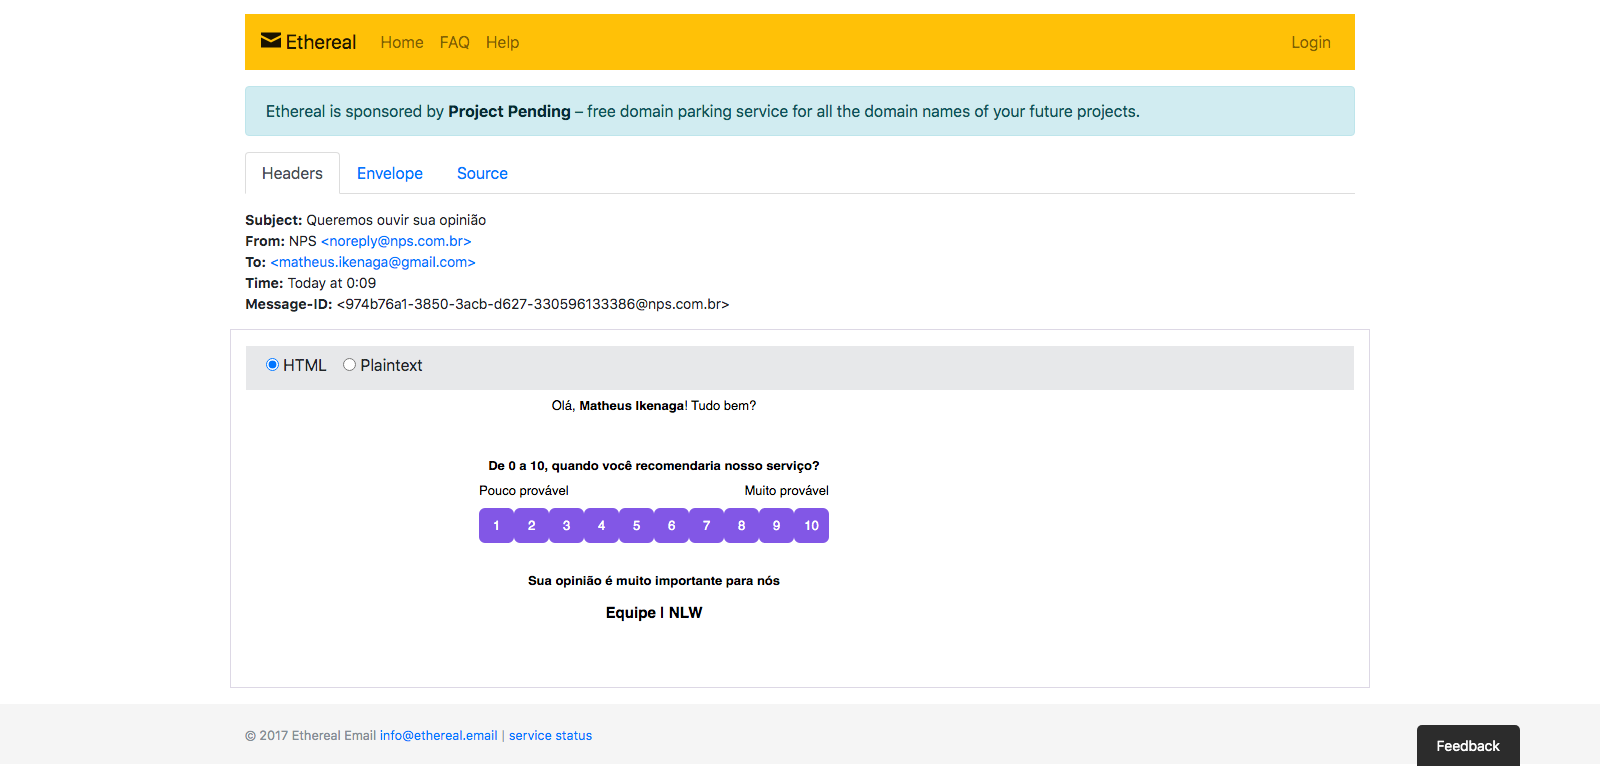 Ethereal Home FAQ Help Login
Ethereal is sponsored by Project Pending – free domain parking service for all the domain names of your future projects.
Headers Envelope Source
Subject: Queremos ouvir sua opinião
From: NPS <noreply@nps.com.br>
To: <matheus.ikenaga@gmail.com>
Time: Today at 0:09
Message-ID: <974b76a1-3850-3acb-d627-330596133386@nps.com.br>
HTML Plaintext
Olá, Matheus Ikenaga! Tudo bem?
De 0 a 10, quando você recomendaria nosso serviço?
Pouco provável Muito provável
1 2 3 4 5 6 7 8 9 10
Sua opinião é muito importante para nós
Equipe | NLW
© 2017 Ethereal Email info@ethereal.email | service status
Feedback